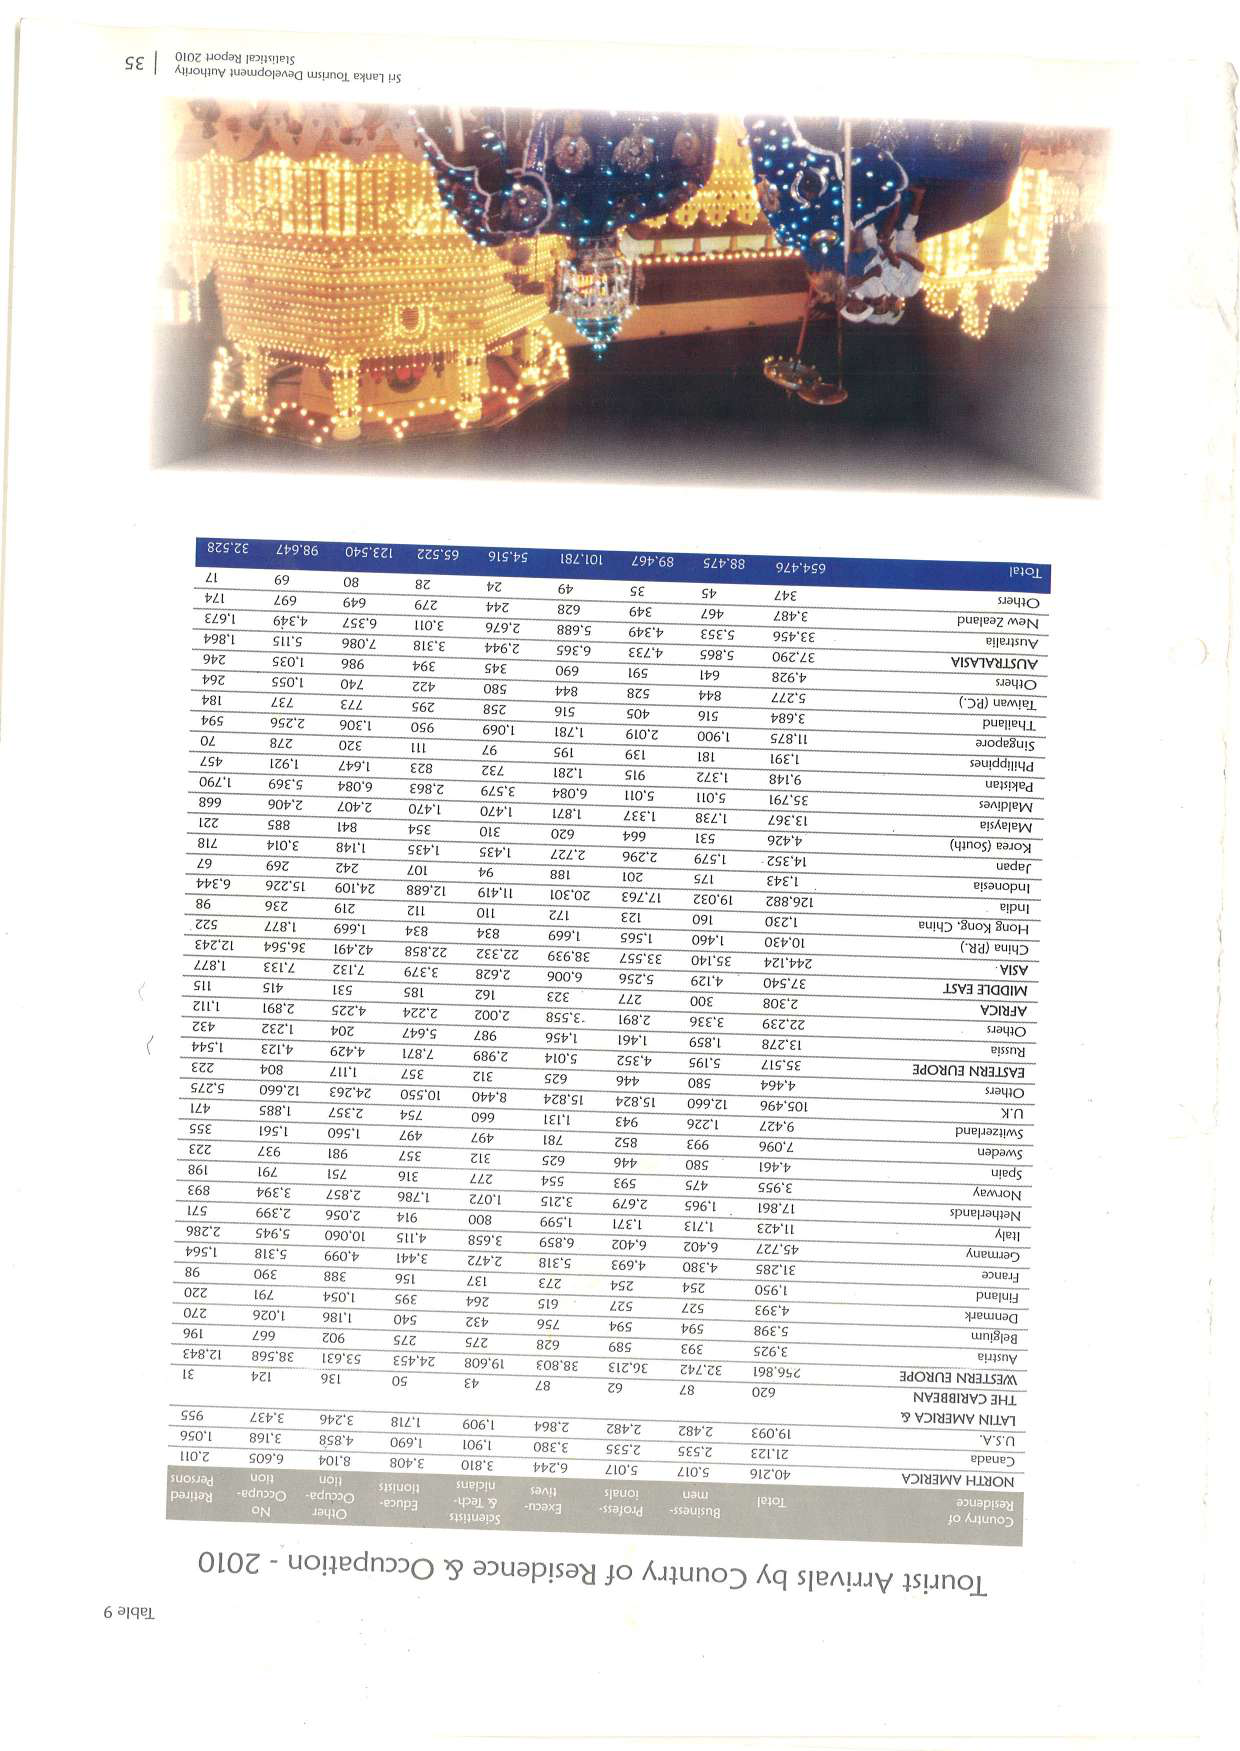 Table 9
Tourist Arrivals by Country of Residence & Occupation - 2010
Country of Residence Total Business- men Profess- ionals Execu- tives Scientists & Tech- nicians Educa- tionists Other Occupa- tion No Occupa- tion Retired Persons
NORTH AMERICA 40,216 5,017 5,017 6,244 3,810 3,408 8,104 6,605 2,011
Canada 21,123 2,535 2,535 3,380 1,901 1,690 4,858 3,168 1,056
U.S.A. 19,093 2,482 2,482 2,864 1,909 1,718 3,246 3,437 955
LATIN AMERICA &
THE CARIBBEAN 620 87 62 87 43 50 136 124 31
WESTERN EUROPE 256,861 32,742 36,213 38,803 19,608 24,453 53,631 38,568 12,843
Austria 3,925 393 589 628 275 275 902 667 196
Belgium 5,398 594 594 756 432 540 1,186 1,026 270
Denmark 4,393 527 527 615 264 395 1,054 791 220
Finland 1,950 254 254 273 137 156 388 390 98
France 31,285 4,380 4,693 5,318 2,472 3,441 4,099 5,318 1,564
Germany 45,727 6,402 6,402 6,859 3,658 4,115 10,060 5,945 2,286
Italy 11,423 1,713 1,371 1,599 800 914 2,056 2,399 571
Netherlands 17,861 1,965 2,679 3,215 1,072 1,786 2,857 3,394 893
Norway 3,955 475 593 554 277 316 751 791 198
Spain 4,461 580 446 625 312 357 981 937 223
Sweden 7,096 993 852 781 497 497 1,560 1,561 355
Switzerland 9,427 1,226 943 1,131 660 754 2,357 1,885 471
U.K 105,496 12,660 15,824 15,824 8,440 10,550 24,263 12,660 5,275
Others 4,464 580 446 625 312 357 1,117 804 223
EASTERN EUROPE 35,517 5,195 4,352 5,014 2,989 7,871 4,429 4,123 1,544
Russia 13,278 1,859 1,461 1,456 987 5,647 204 1,232 432
Others 22,239 3,336 2,891 3,558 2,002 2,224 4,225 2,891 1,112
AFRICA 2,308 300 277 323 162 185 531 415 115
MIDDLE EAST 37,540 4,129 5,256 6,006 2,628 3,379 7,132 7,133 1,877
ASIA 244,124 35,140 33,557 38,939 22,332 22,858 42,491 36,564 12,243
China (P.R.) 10,430 1,460 1,565 1,669 834 834 1,669 1,877 522
Hong Kong, China 1,230 160 123 172 110 112 219 236 98
India 126,882 19,032 17,763 20,301 11,419 12,688 24,109 15,226 6,344
Indonesia 1,343 175 201 188 94 107 242 269 67
Japan 14,352 1,579 2,296 2,727 1,435 1,435 1,148 3,014 718
Korea (South) 4,426 531 664 620 310 354 841 885 221
Malaysia 13,367 1,738 1,337 1,871 1,470 1,470 2,407 2,406 668
Maldives 35,791 5,011 5,011 6,084 3,579 2,863 6,084 5,369 1,790
Pakistan 9,148 1,372 915 1,281 732 823 1,647 1,921 457
Philippines 1,391 181 139 195 97 111 320 278 70
Singapore 11,875 1,900 2,019 1,781 1,069 950 1,306 2,256 594
Thailand 3,684 516 405 516 258 295 773 737 184
Taiwan (P.C.) 5,277 844 528 844 580 422 740 1,055 264
Others 4,928 641 591 690 345 394 986 1,035 246
AUSTRALASIA 37,290 5,865 4,733 6,365 2,944 3,318 7,086 5,115 1,864
Australia 33,456 5,353 4,349 5,688 2,676 3,011 6,357 4,349 1,673
New Zealand 3,487 467 349 628 244 279 649 697 174
Others 347 45 35 49 24 28 80 69 17
Total 654,476 88,475 89,467 101,781 54,516 65,522 123,540 98,647 32,528
Sri Lanka Tourism Development Authority
Statistical Report 2010 | 35